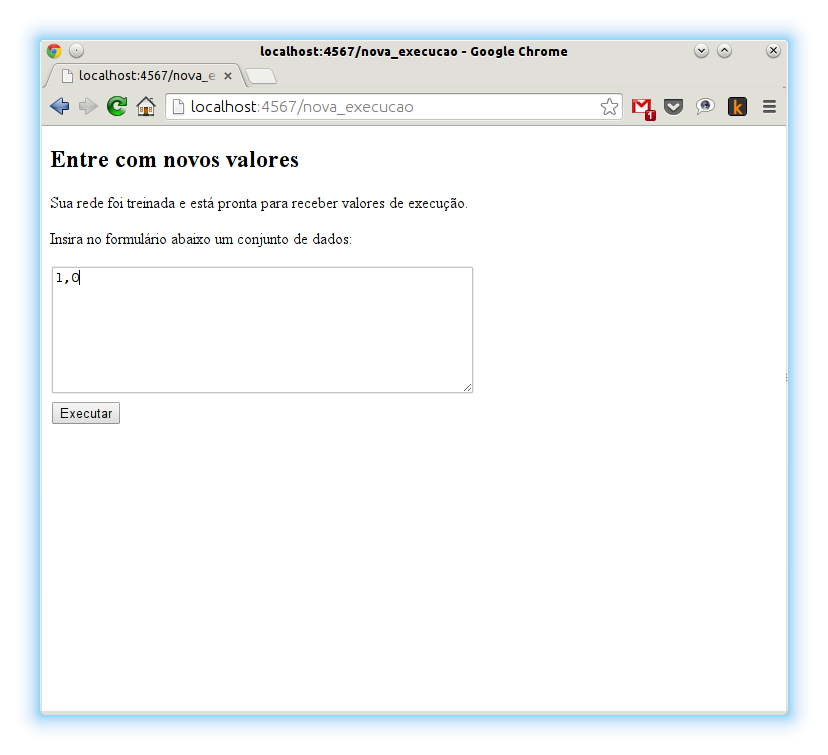 localhost:4567/nova_execucao - Google Chrome
localhost:4567/nova_e
localhost:4567/nova_execucao
1
k
Entre com novos valores
Sua rede foi treinada e está pronta para receber valores de execução.
Insira no formulário abaixo um conjunto de dados:
1,0
Executar